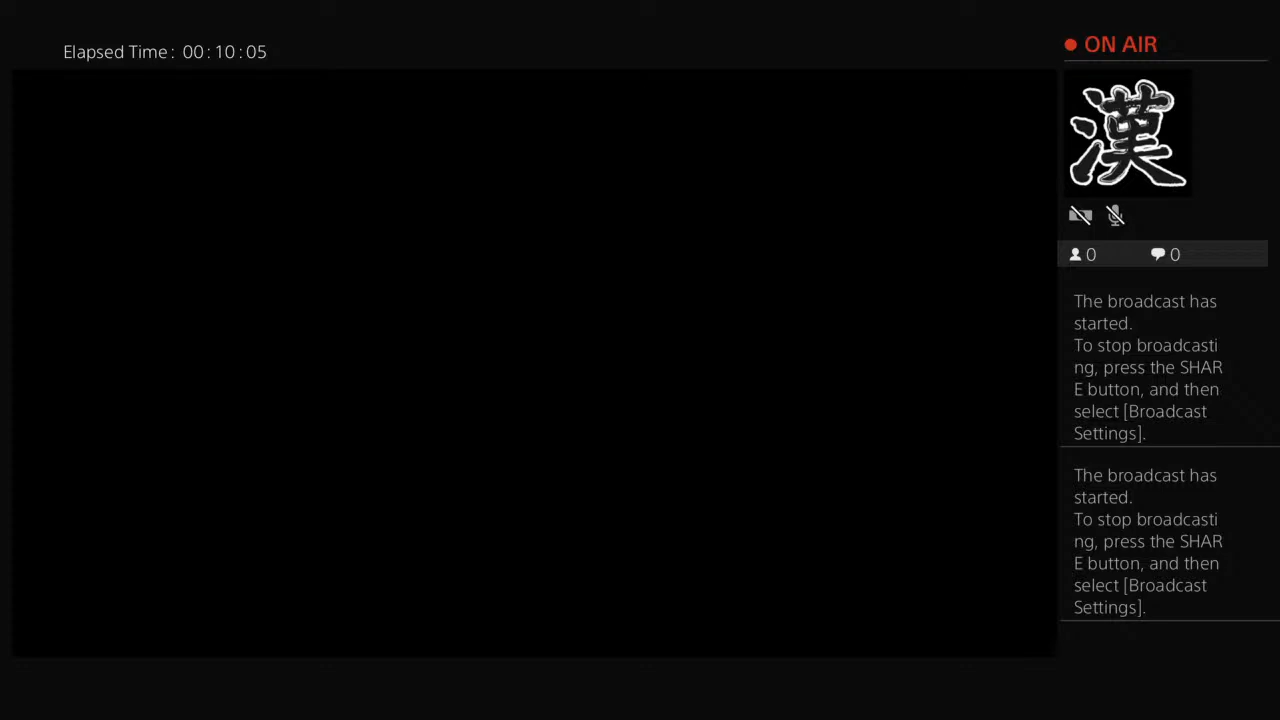 Elapsed Time: 00:10:05
ON AIR
漢
0 0
The broadcast has
started.
To stop broadcasti
ng, press the SHAR
E button, and then
select [Broadcast
Settings].
The broadcast has
started.
To stop broadcasti
ng, press the SHAR
E button, and then
select [Broadcast
Settings].